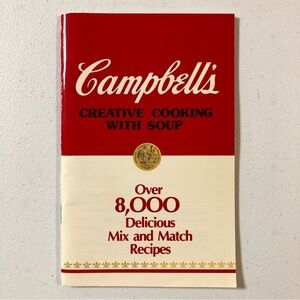 Campbell's
CREATIVE COOKING
WITH SOUP
Over
8,000
Delicious
Mix and Match
Recipes